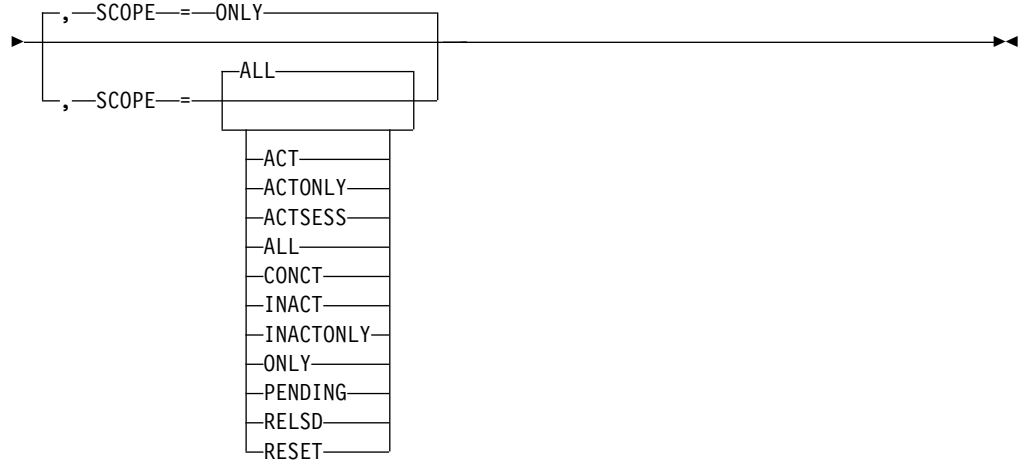 , SCOPE = ONLY
ALL
, SCOPE =
ACT
ACTONLY
ACTSESS
ALL
CONCT
INACT
INACTONLY
ONLY
PENDING
RELSD
RESET